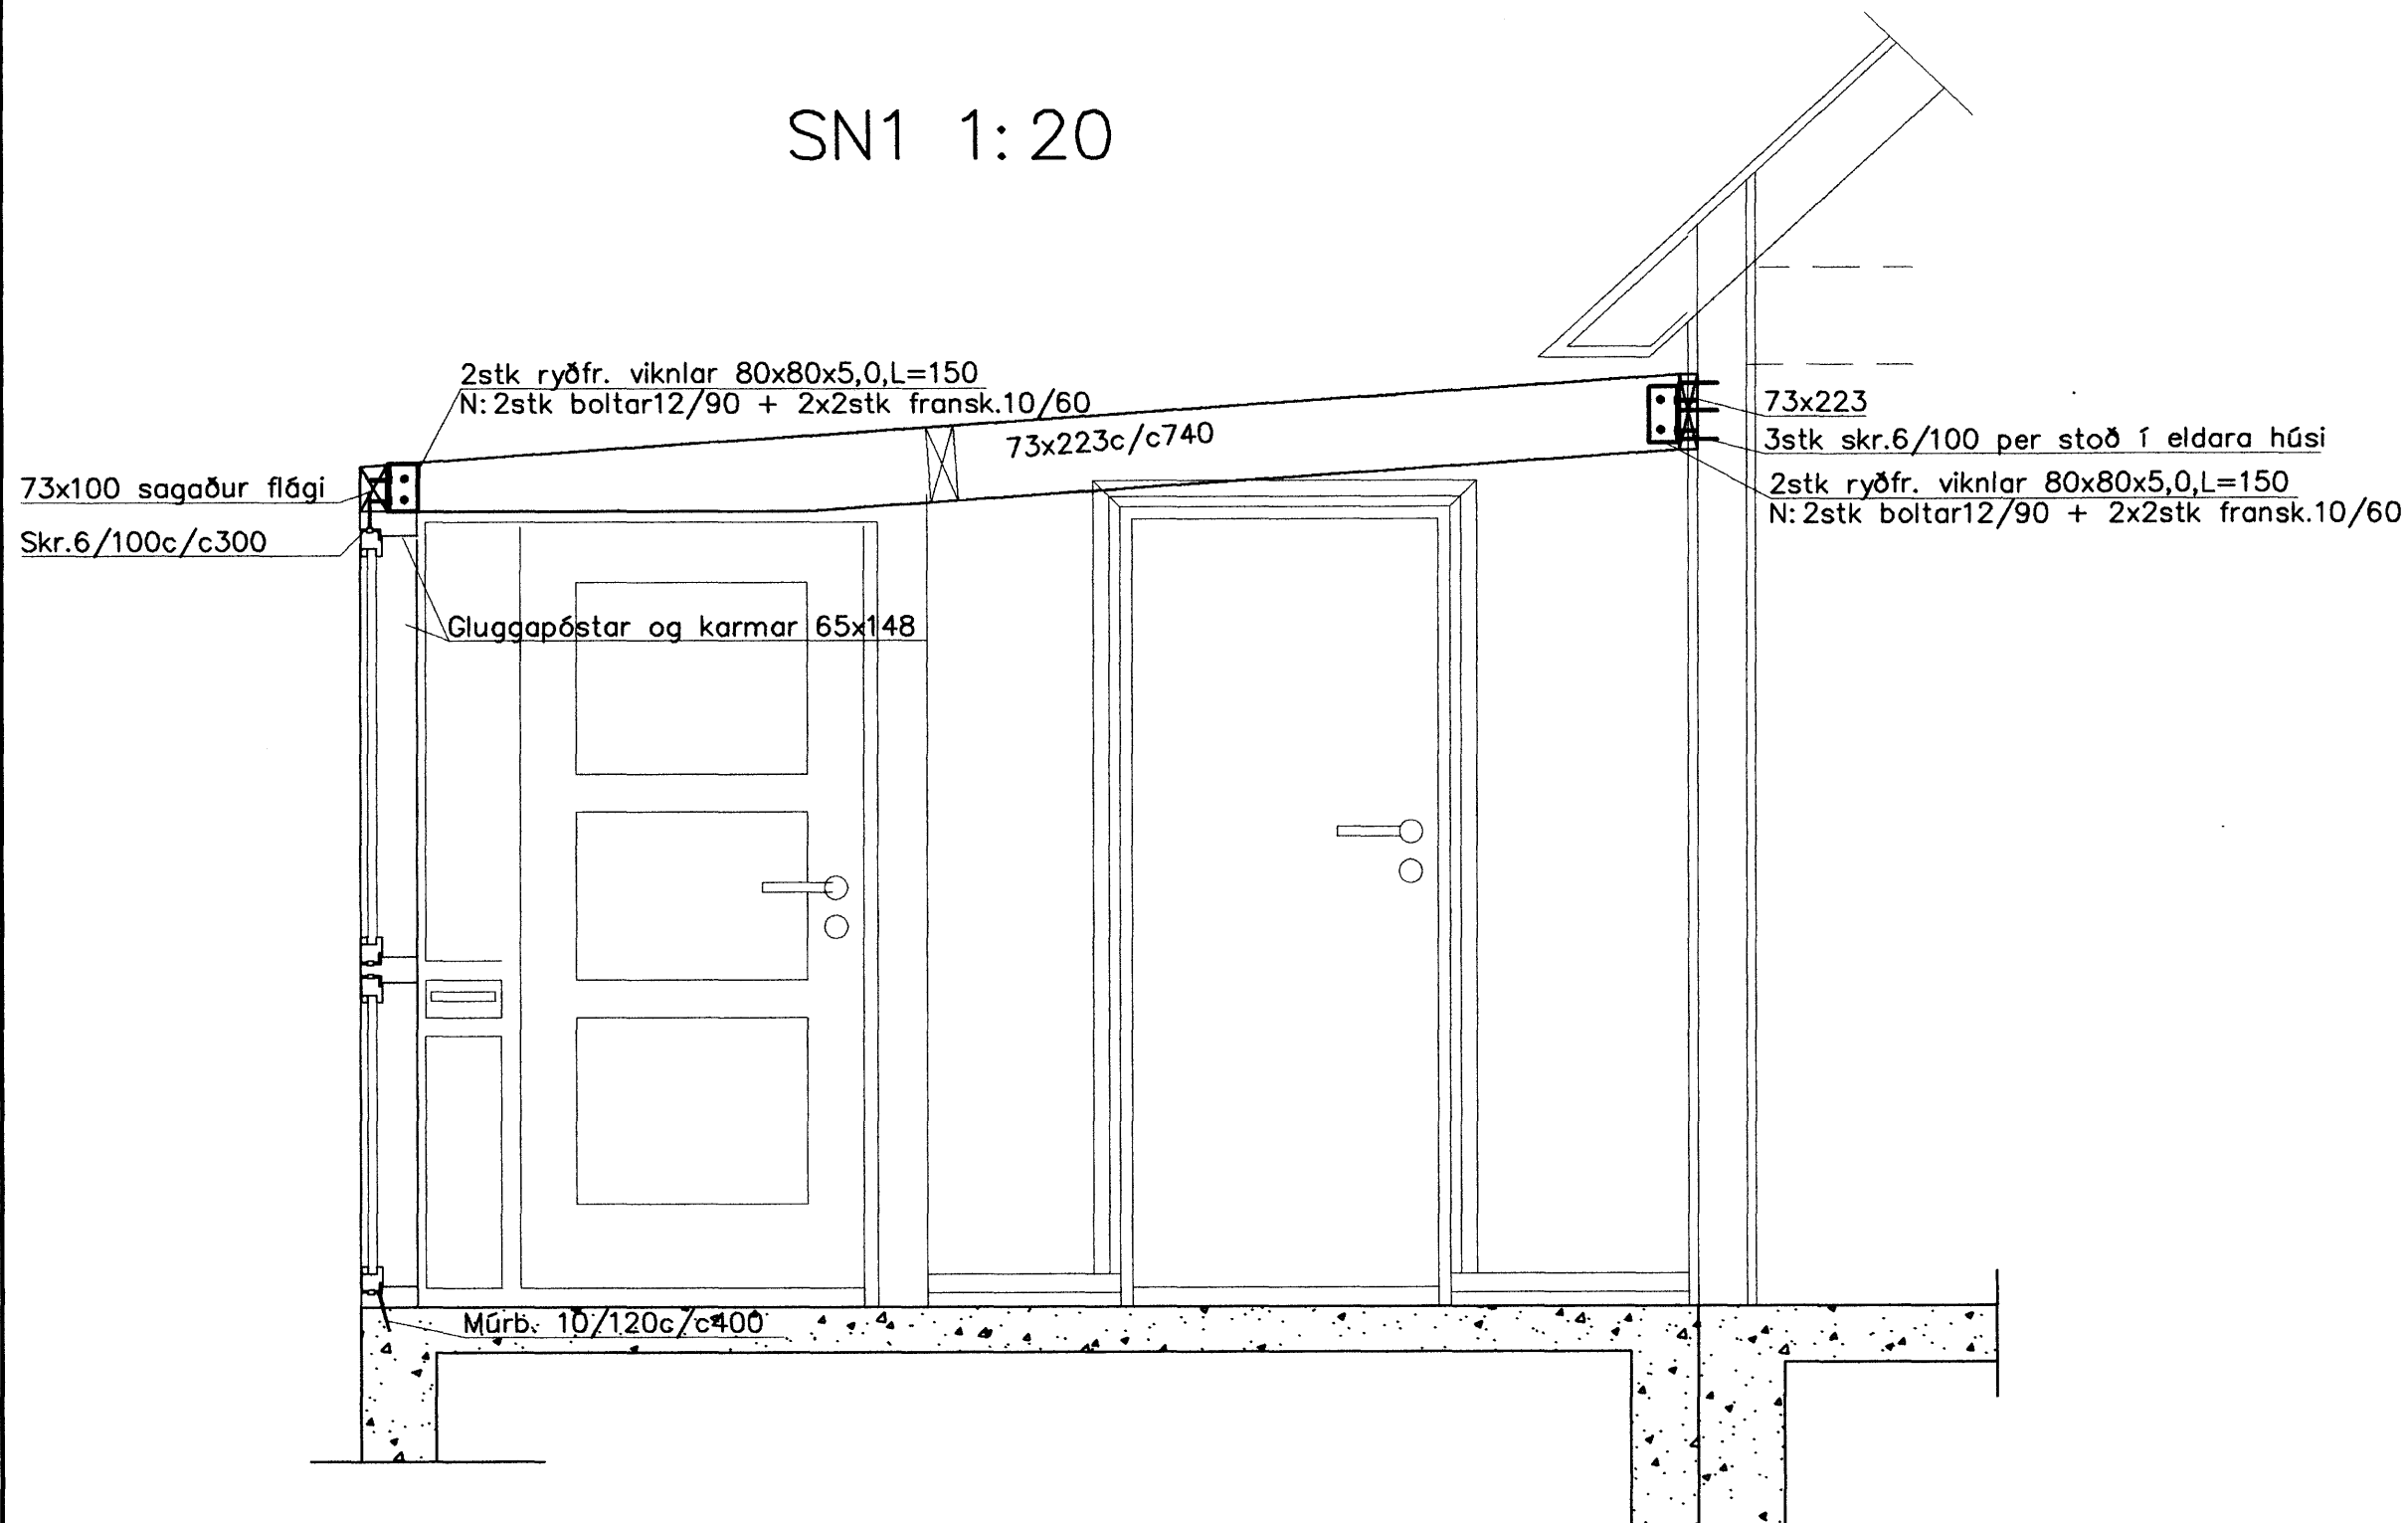 SN1 1:20
2stk ryðfr. viknlar 80x80x5,0,L=150
N: 2stk boltar12/90 + 2x2stk fransk.10/60
73x223c/c740
73x223
3stk skr.6/100 per stoð í eldara húsi
2stk ryðfr. viknlar 80x80x5,0,L=150
N: 2stk boltar12/90 + 2x2stk fransk.10/60
73x100 sagaður flági
Skr.6/100c/c300
Gluggapóstar og karmar 65x148
Múrb. 10/120c/c400